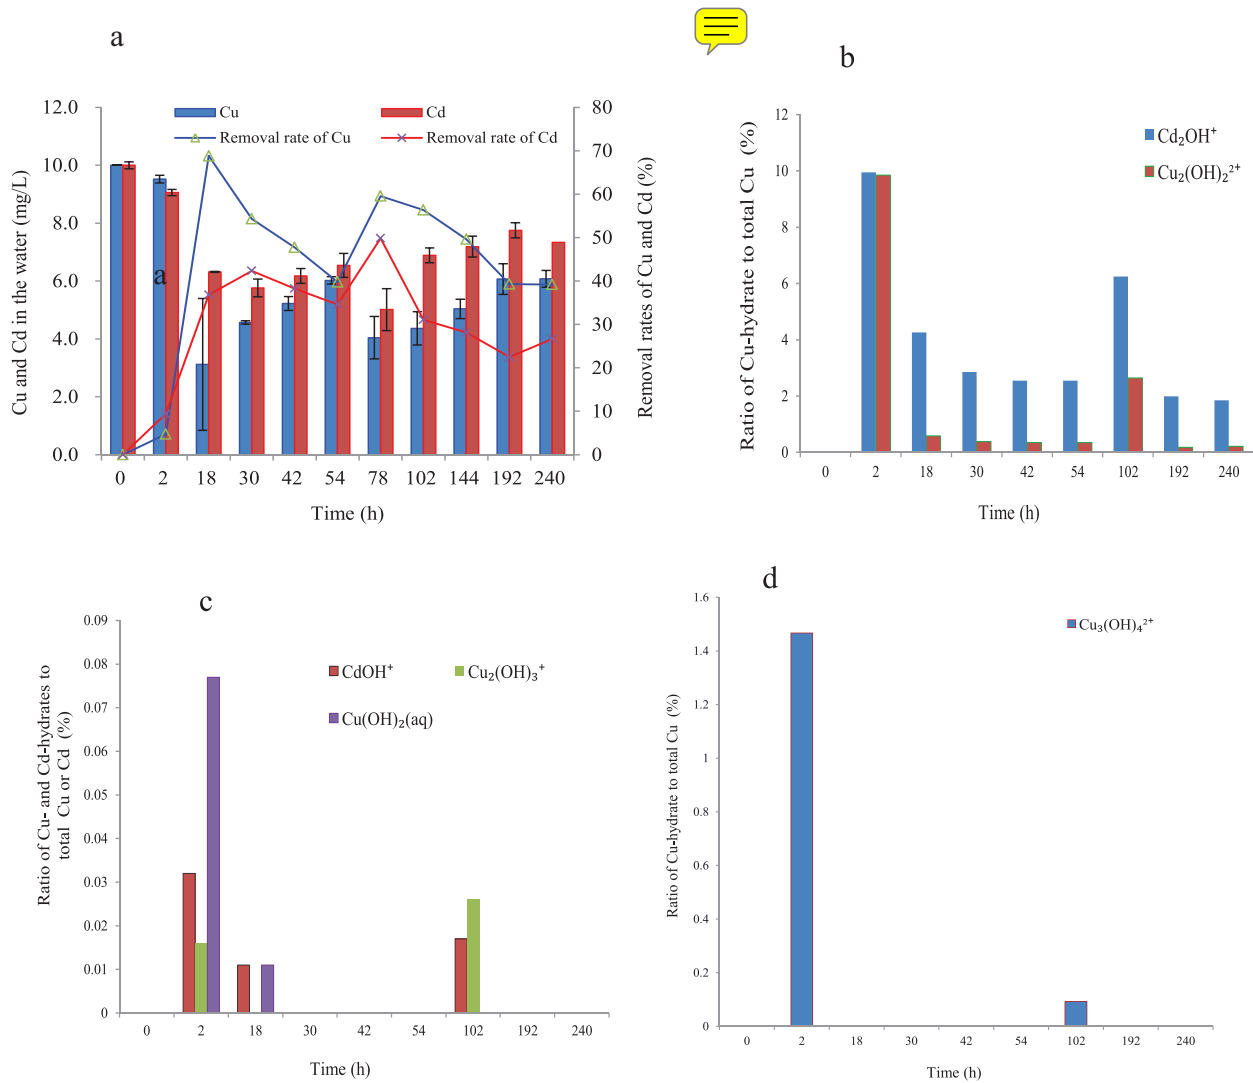 a
Cu
Cd
Removal rate of Cu
Removal rate of Cd
12.0
10.0
8.0
6.0
4.0
2.0
0.0
Cu and Cd in the water (mg/L)
a
80
70
60
50
40
30
20
10
0
Removal rates of Cu and Cd (%)
0 2 18 30 42 54 78 102 144 192 240
Time (h)
b
Cd₂OH⁺
Cu₂(OH)₂²⁺
12
10
8
6
4
2
0
Ratio of Cu-hydrate to total Cu (%)
0 2 18 30 42 54 102 192 240
Time (h)
c
CdOH⁺
Cu₂(OH)₃⁺
Cu(OH)₂(aq)
0.09
0.08
0.07
0.06
0.05
0.04
0.03
0.02
0.01
0
Ratio of Cu- and Cd-hydrates to
total Cu or Cd (%)
0 2 18 30 42 54 102 192 240
Time (h)
d
Cu₃(OH)₄²⁺
1.6
1.4
1.2
1
0.8
0.6
0.4
0.2
0
Ratio of Cu-hydrate to total Cu (%)
0 2 18 30 42 54 102 192 240
Time (h)